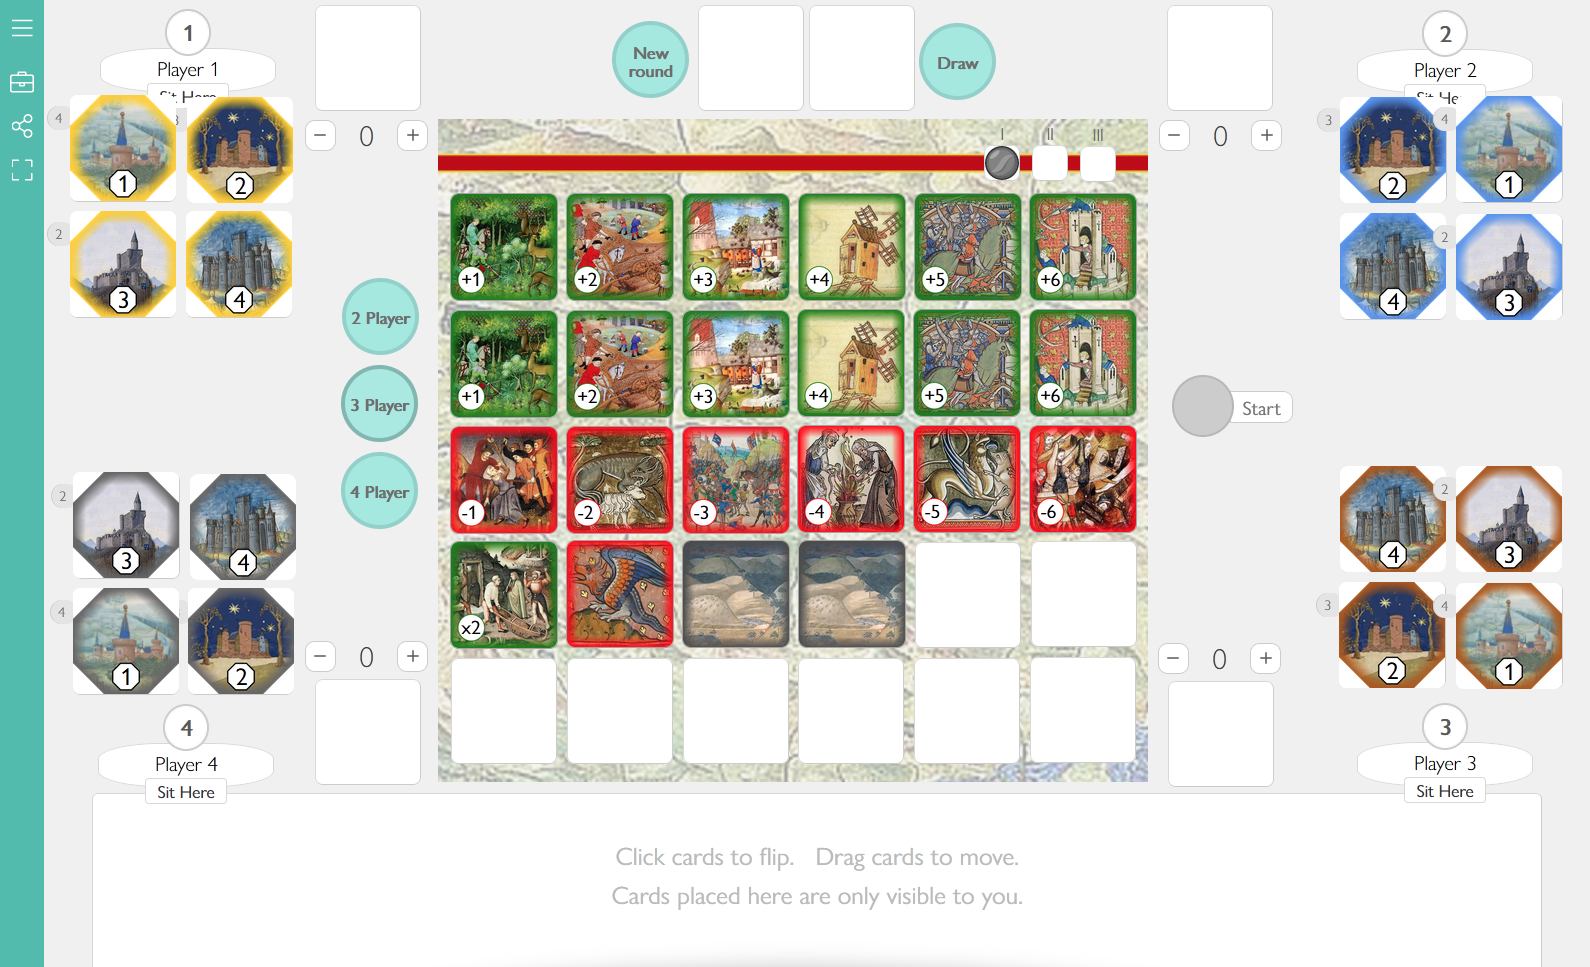 1
Player 1
Sit Here
4
3
1
2
2
3
4
0
New
round
Draw
2
Player 2
Sit He
3
4
2
1
2
4
3
0
I
II
III
+1
+2
+3
+4
+5
+6
+1
+2
+3
+4
+5
+6
-1
-2
-3
-4
-5
-6
x2
2 Player
3 Player
4 Player
Start
2
3
4
4
1
2
0
4
Player 4
Sit Here
2
4
3
3
4
2
1
0
3
Player 3
Sit Here
Click cards to flip. Drag cards to move.
Cards placed here are only visible to you.